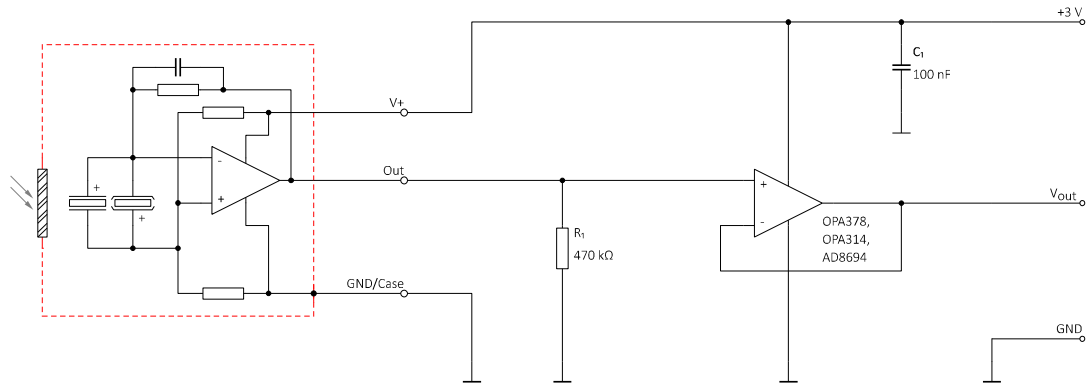 +3 V
C₁
100 nF
V+
Out
R₁
470 kΩ
GND/Case
+
+
-
+
+
-
OPA378,
OPA314,
AD8694
Vout
GND